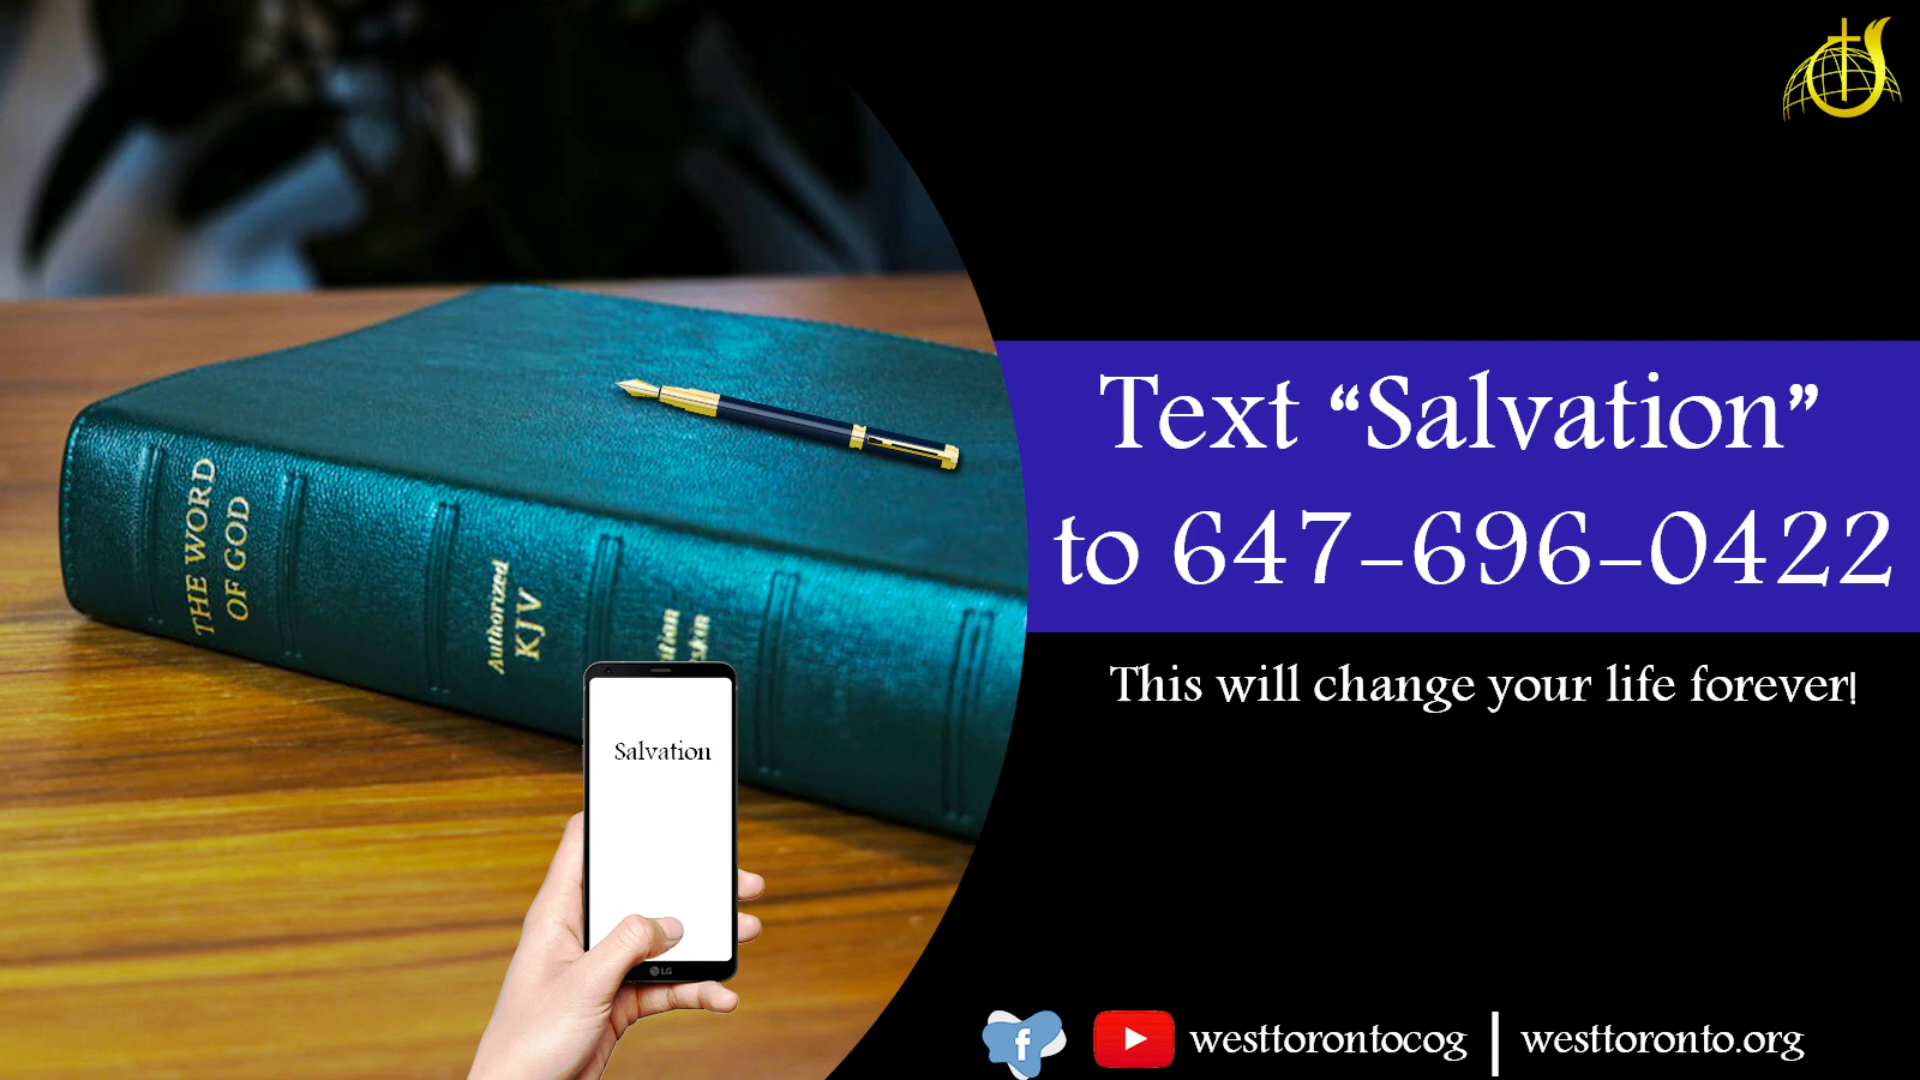 THE WORD
OF GOD
Authorized
KJV
Salvation
LG
Text “Salvation”
to 647-696-0422
This will change your life forever!
f
westtorontocog | westtoronto.org